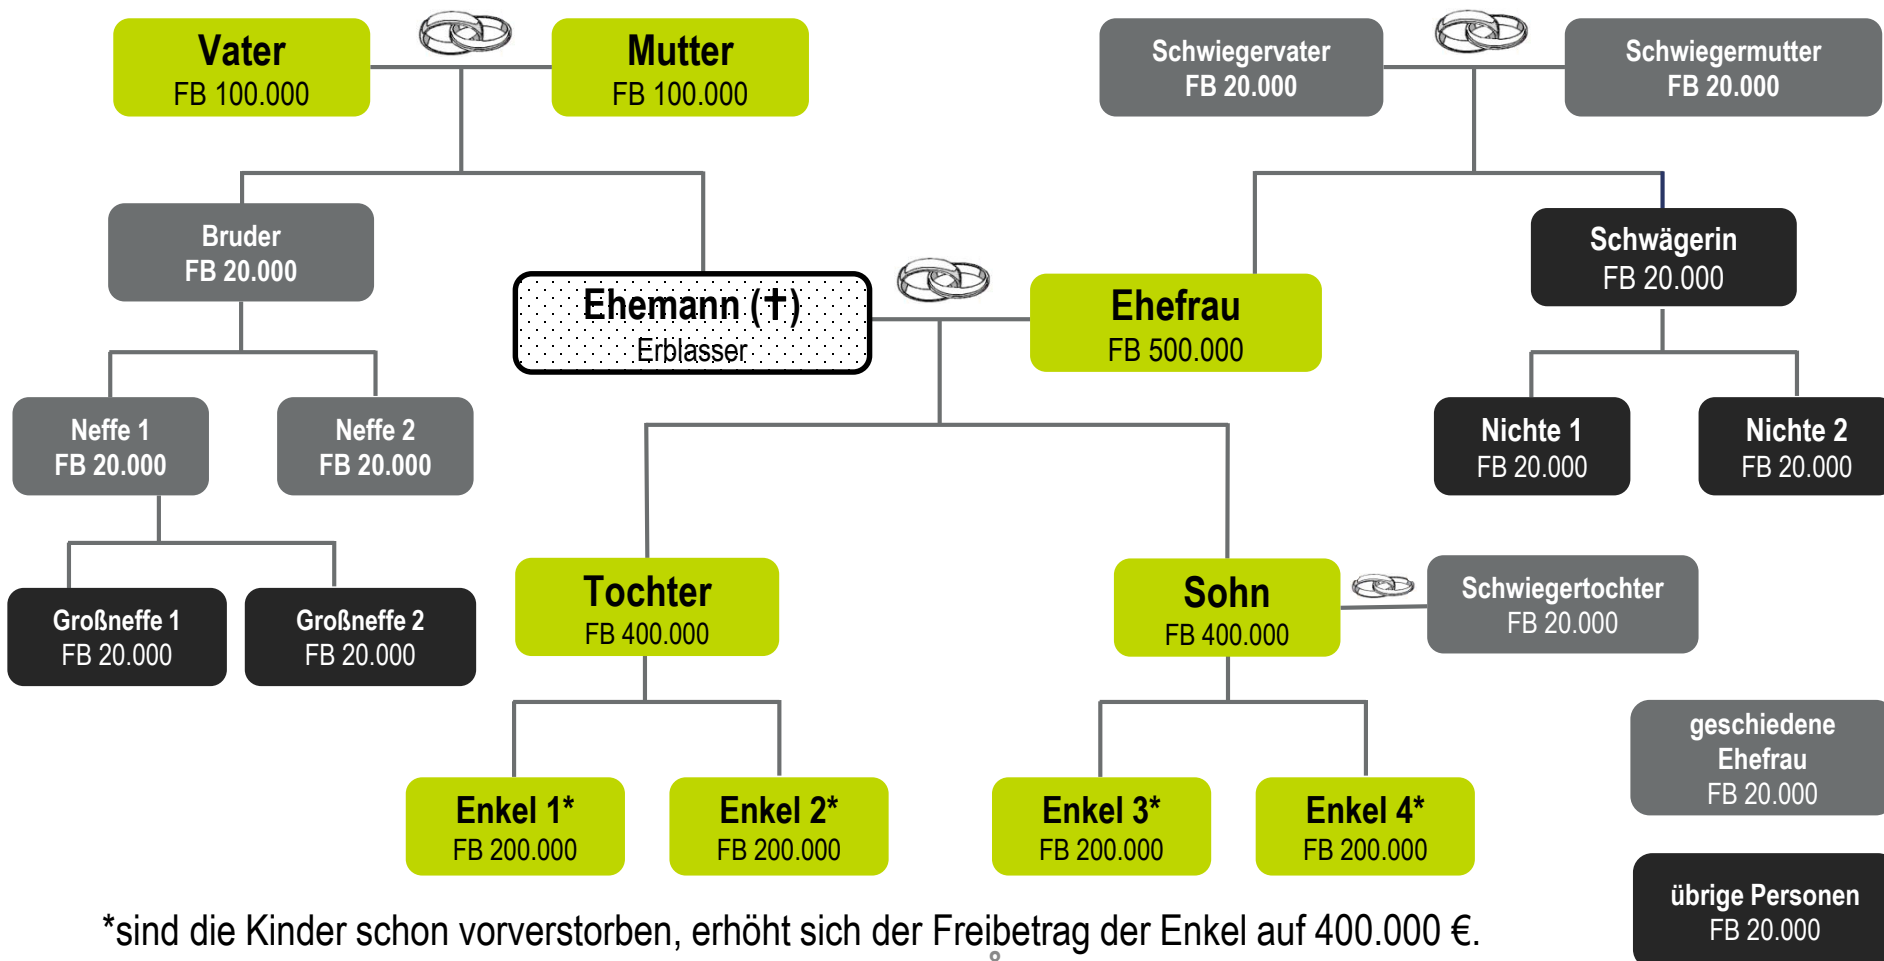 Vater
FB 100.000
Mutter
FB 100.000
Schwiegervater
FB 20.000
Schwiegermutter
FB 20.000
Bruder
FB 20.000
Ehemann (✝)
Erblasser
Ehefrau
FB 500.000
Schwägerin
FB 20.000
Neffe 1
FB 20.000
Neffe 2
FB 20.000
Nichte 1
FB 20.000
Nichte 2
FB 20.000
Großneffe 1
FB 20.000
Großneffe 2
FB 20.000
Tochter
FB 400.000
Sohn
FB 400.000
Schwiegertochter
FB 20.000
Enkel 1*
FB 200.000
Enkel 2*
FB 200.000
Enkel 3*
FB 200.000
Enkel 4*
FB 200.000
geschiedene
Ehefrau
FB 20.000
übrige Personen
FB 20.000
*sind die Kinder schon vorverstorben, erhöht sich der Freibetrag der Enkel auf 400.000 €.